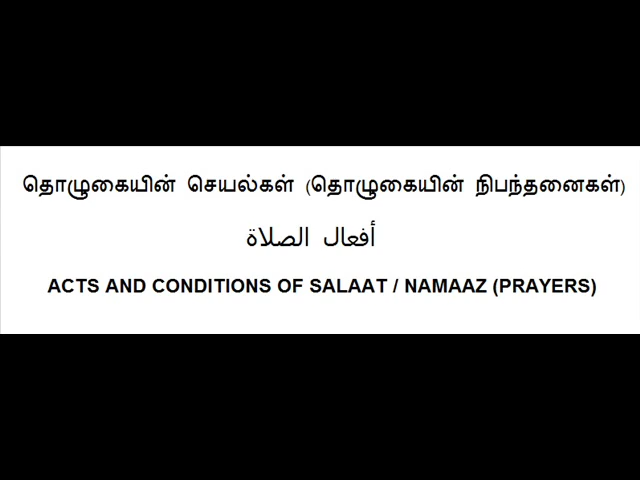 தொழுகையின் செயல்கள் (தொழுகையின் நிபந்தனைகள்)
أفعال الصلاة
ACTS AND CONDITIONS OF SALAAT / NAMAAZ (PRAYERS)